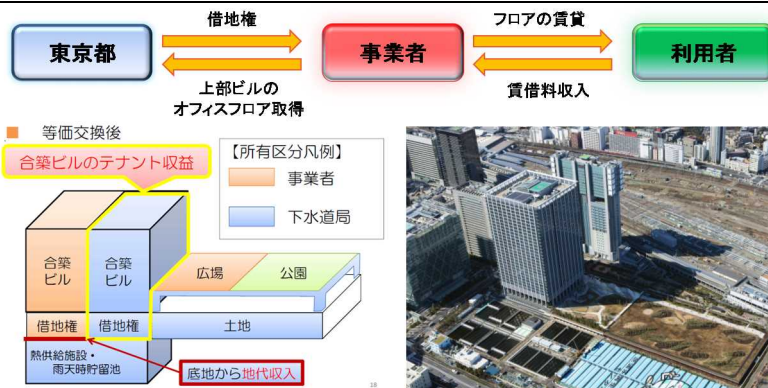 借地権
フロアの賃貸
東京都
事業者
利用者
上部ビルの
オフィスフロア取得
賃借料収入
■ 等価交換後
合築ビルのテナント収益
【所有区分凡例】
事業者
下水道局
合築
ビル
合築
ビル
広場
公園
借地権
借地権
土地
熱供給施設・
雨天時貯留池
底地から地代収入
18